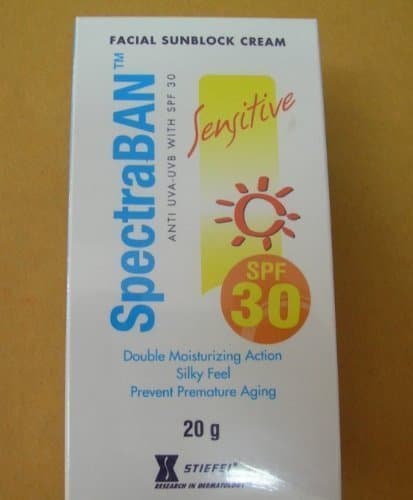 FACIAL SUNBLOCK CREAM
SpectraBAN™
ANTI UVA-UVB WITH SPF 30
Sensitive
SPF
30
Double Moisturizing Action
Silky Feel
Prevent Premature Aging
20 g
STIEFEL
RESEARCH IN DERMATOLOGY